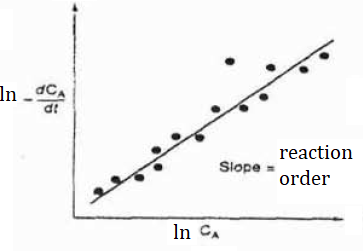 ln - dC_A/dt
Slope = reaction order
ln C_A